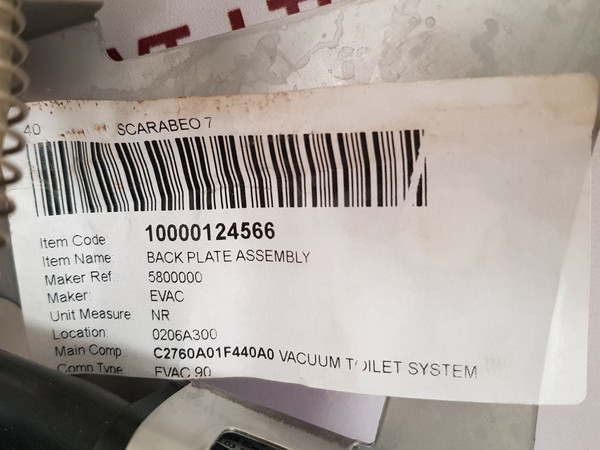 40 SCARABEO 7
Item Code: 10000124566
Item Name: BACK PLATE ASSEMBLY
Maker Ref: 5800000
Maker: EVAC
Unit Measure: NR
Location: 0206A300
Main Comp.: C2760A01F440A0 VACUUM TOILET SYSTEM
Comp Type EVAC 90